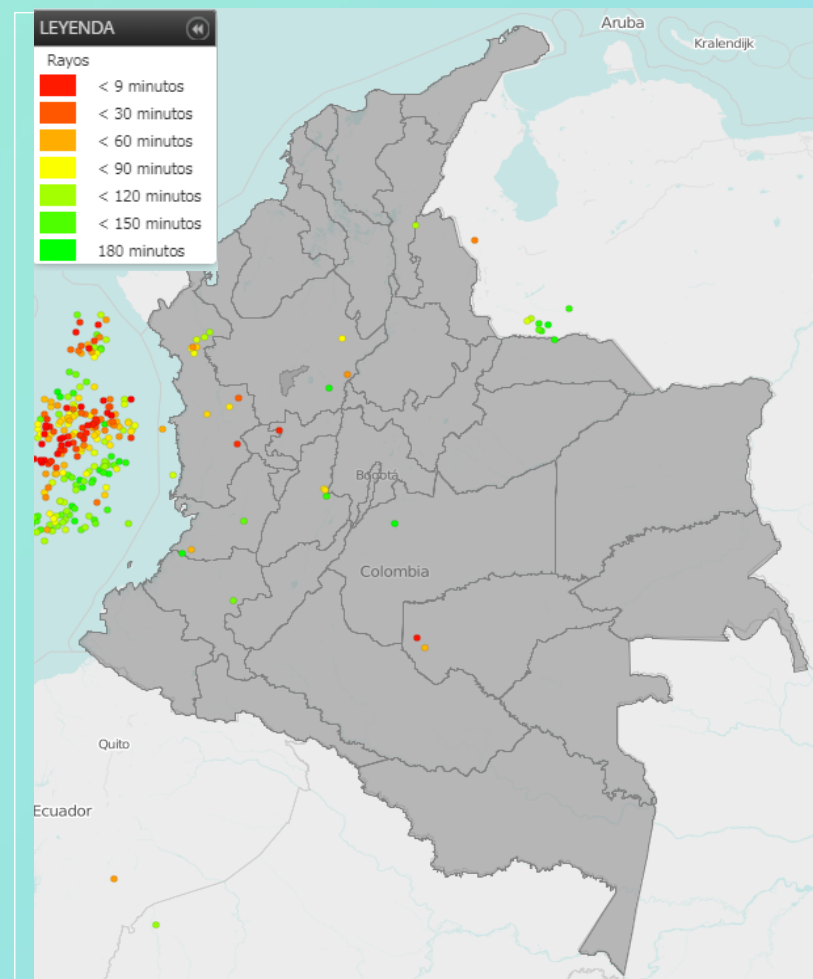 LEYENDA
Rayos
< 9 minutos
< 30 minutos
< 60 minutos
< 90 minutos
< 120 minutos
< 150 minutos
180 minutos
Aruba
Kralendijk
Bogotá
Colombia
Quito
Ecuador